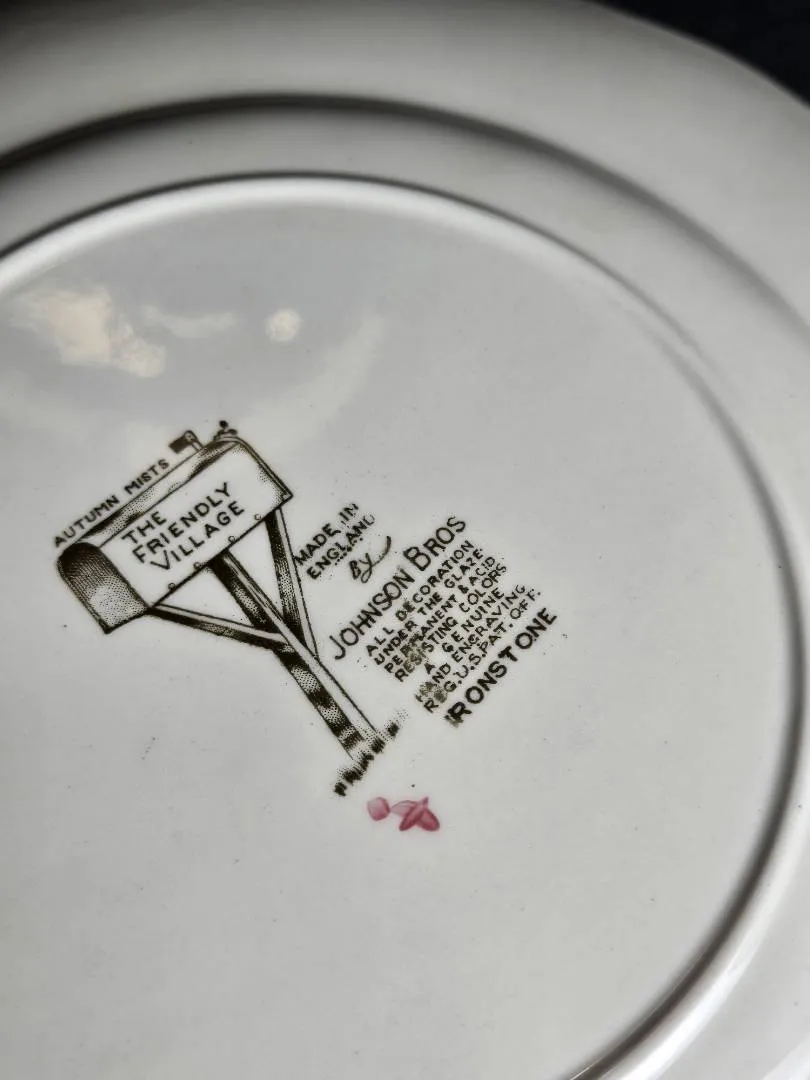 AUTUMN MISTS
THE
FRIENDLY
VILLAGE
MADE IN
ENGLAND
By
JOHNSON BROS
ALL DECORATION
UNDER THE GLAZE
PERMANENT & ACID
RESISTING COLORS
A GENUINE
HAND ENGRAVING
REG. U.S. PAT. OFF.
IRONSTONE